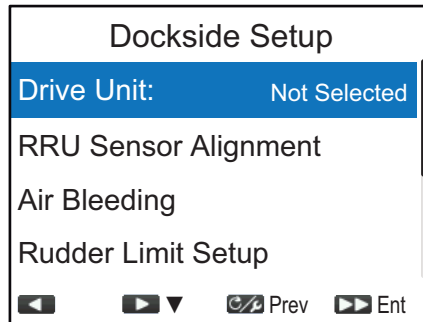 Dockside Setup
Drive Unit: Not Selected
RRU Sensor Alignment
Air Bleeding
Rudder Limit Setup
◀ ▶ ▼ Prev ▶▶ Ent